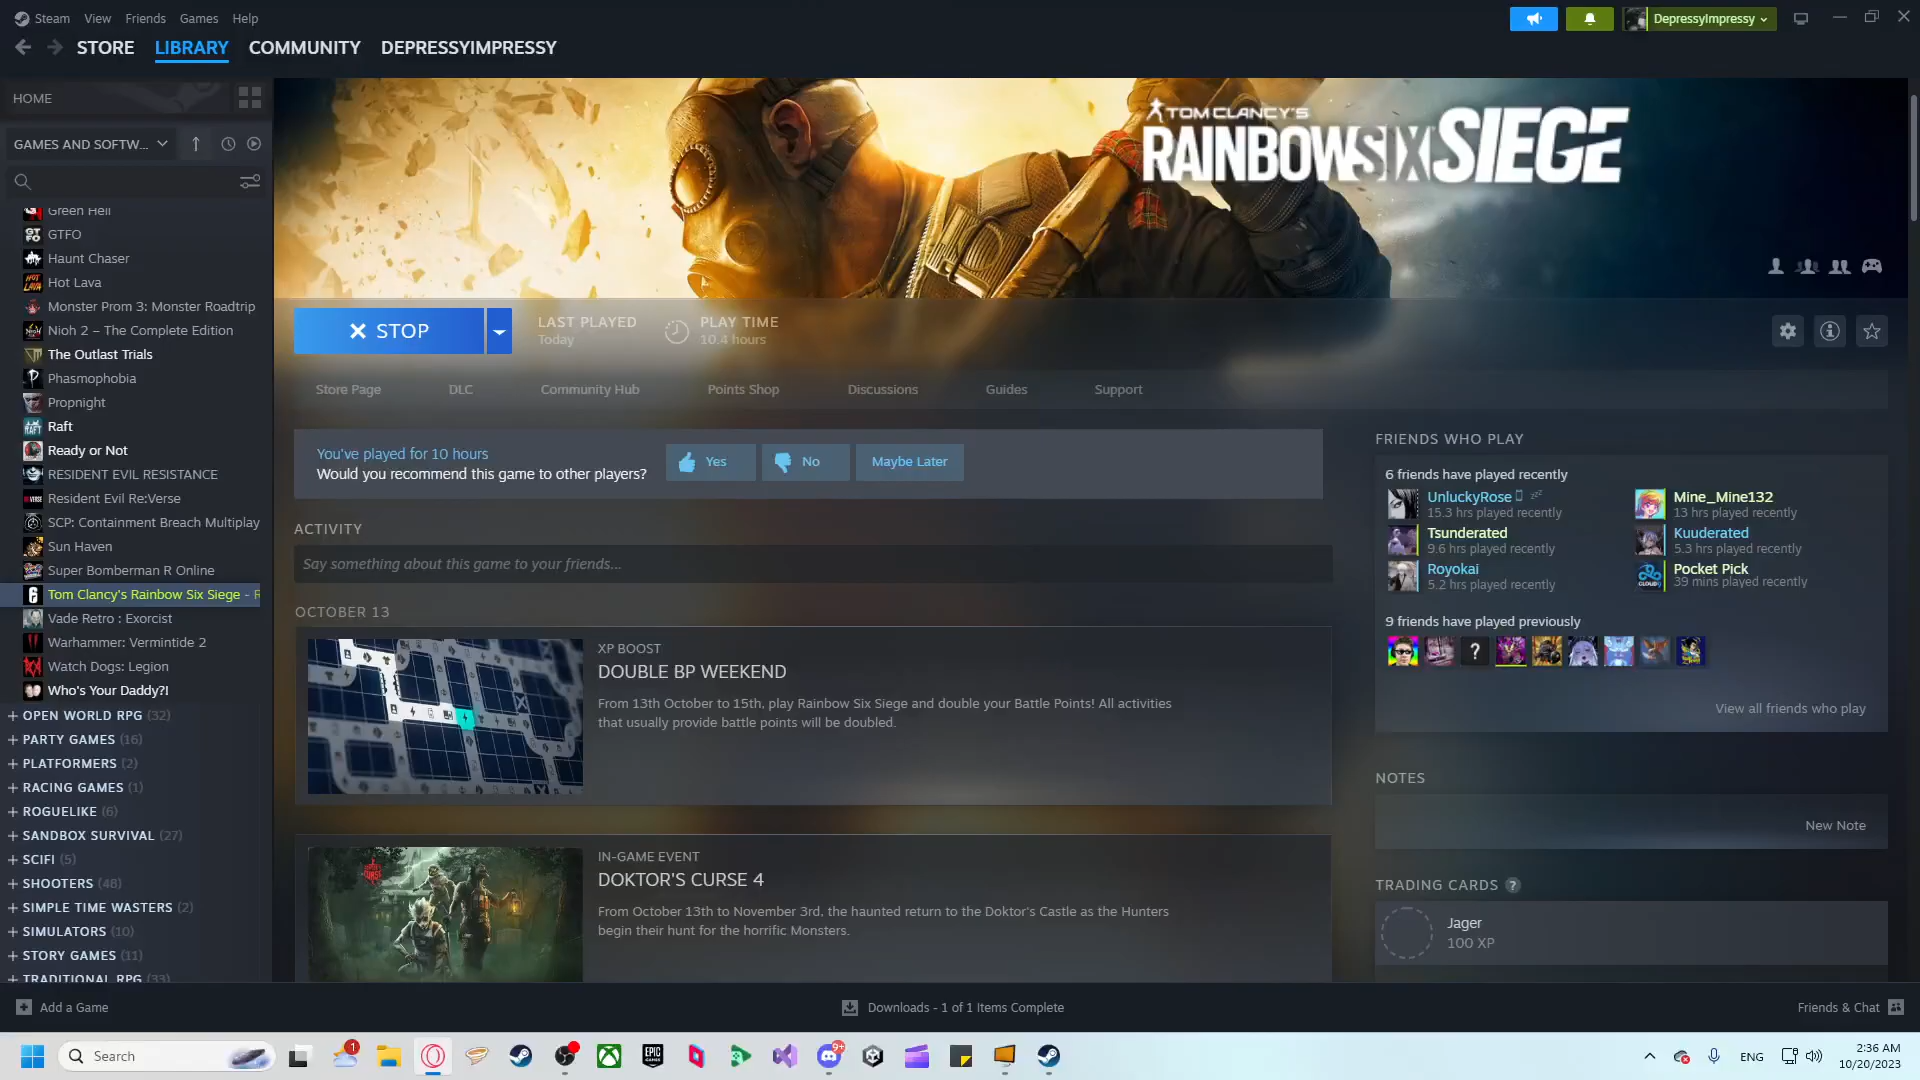 Steam View Friends Games Help
DepressyImpressy
STORE LIBRARY COMMUNITY DEPRESSYIMPRESSY
HOME
GAMES AND SOFTW...
TOM CLANCY'S
RAINBOWSIX SIEGE
Green Hell
GTFO
Haunt Chaser
Hot Lava
Monster Prom 3: Monster Roadtrip
Nioh 2 – The Complete Edition
The Outlast Trials
Phasmophobia
Propnight
Raft
Ready or Not
RESIDENT EVIL RESISTANCE
Resident Evil Re:Verse
SCP: Containment Breach Multiplay
Sun Haven
Super Bomberman R Online
Tom Clancy's Rainbow Six Siege - R
Vade Retro : Exorcist
Warhammer: Vermintide 2
Watch Dogs: Legion
Who's Your Daddy?!
+ OPEN WORLD RPG (32)
+ PARTY GAMES (16)
+ PLATFORMERS (2)
+ RACING GAMES (1)
+ ROGUELIKE (6)
+ SANDBOX SURVIVAL (27)
+ SCIFI (5)
+ SHOOTERS (48)
+ SIMPLE TIME WASTERS (2)
+ SIMULATORS (10)
+ STORY GAMES (11)
+ TRADITIONAL RPG (33)
STOP
LAST PLAYED
Today
PLAY TIME
10.4 hours
Store Page DLC Community Hub Points Shop Discussions Guides Support
You've played for 10 hours
Would you recommend this game to other players?
Yes No Maybe Later
ACTIVITY
Say something about this game to your friends...
OCTOBER 13
XP BOOST
DOUBLE BP WEEKEND
From 13th October to 15th, play Rainbow Six Siege and double your Battle Points! All activities
that usually provide battle points will be doubled.
IN-GAME EVENT
DOKTOR'S CURSE 4
From October 13th to November 3rd, the haunted return to the Doktor's Castle as the Hunters
begin their hunt for the horrific Monsters.
FRIENDS WHO PLAY
6 friends have played recently
UnluckyRose
15.3 hrs played recently
Mine_Mine132
13 hrs played recently
Tsunderated
9.6 hrs played recently
Kuuderated
5.3 hrs played recently
Royokai
5.2 hrs played recently
Pocket Pick
39 mins played recently
9 friends have played previously
View all friends who play
NOTES
New Note
TRADING CARDS ?
Jager
100 XP
Add a Game
Downloads - 1 of 1 Items Complete
Friends & Chat
Search
1
EPIC
GAMES
9+
ENG
2:36 AM
10/20/2023